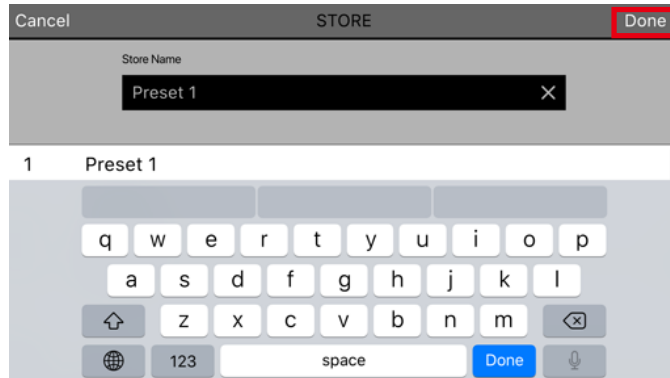 Cancel STORE Done
Store Name
Preset 1
1 Preset 1
q w e r t y u i o p
a s d f g h j k l
z x c v b n m
123 space Done